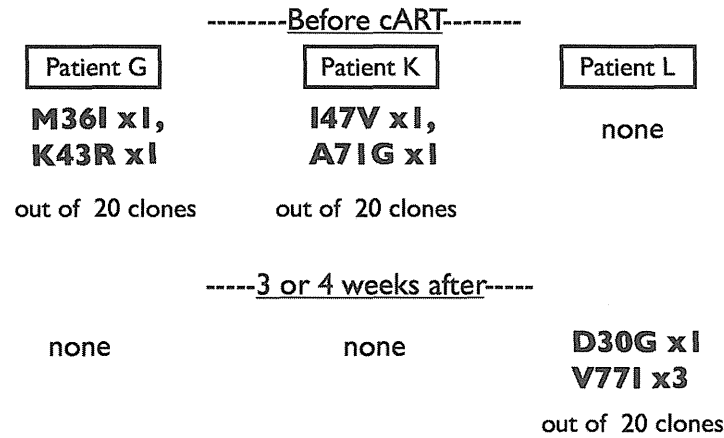 --------Before cART--------
Patient G Patient K Patient L
M36I x1, I47V x1, none
K43R x1 A71G x1
out of 20 clones out of 20 clones
-----3 or 4 weeks after-----
none none D30G x1
V77I x3
out of 20 clones